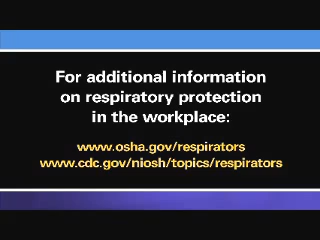 For additional information
on respiratory protection
in the workplace:
www.osha.gov/respirators
www.cdc.gov/niosh/topics/respirators